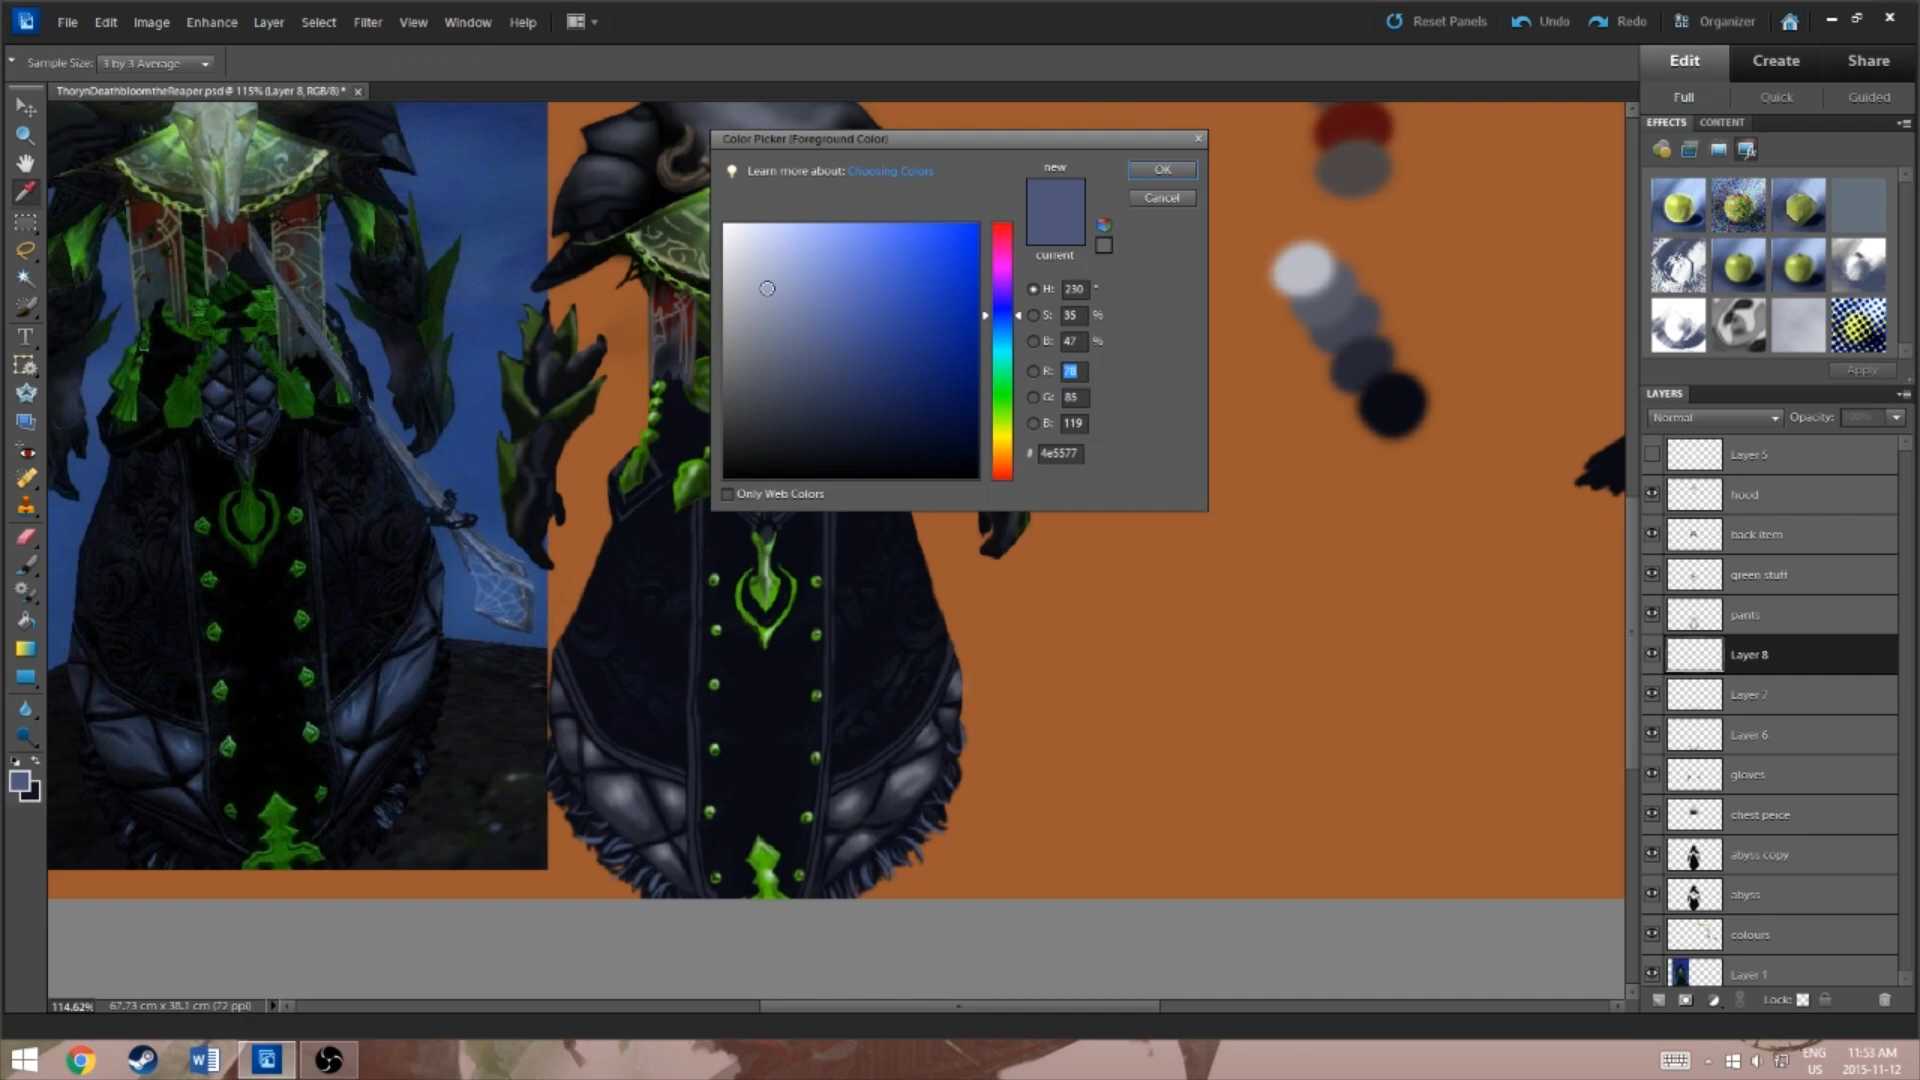 File Edit Image Enhance Layer Select Filter View Window Help
Reset Panels Undo Redo Organizer
Sample Size: 3 by 3 Average
Edit Create Share
ThorynDeathbloomtheReaper.psd @ 115% (Layer 8, RGB/8) *
Full Quick Guided
EFFECTS CONTENT
Color Picker (Foreground Color)
Learn more about: Choosing Colors
new
OK
Cancel
current
H: 230 °
S: 35 %
B: 47 %
R: 78
G: 85
B: 119
# 4e5577
Only Web Colors
Apply
LAYERS
Normal Opacity: 100%
Layer 5
hood
back item
green stuff
pants
Layer 8
Layer 7
Layer 6
gloves
chest peice
abyss copy
abyss
colours
Layer 1
Lock:
114.62% 67.73 cm x 38.1 cm (72 ppi)
ENG
US
11:53 AM
2015-11-12